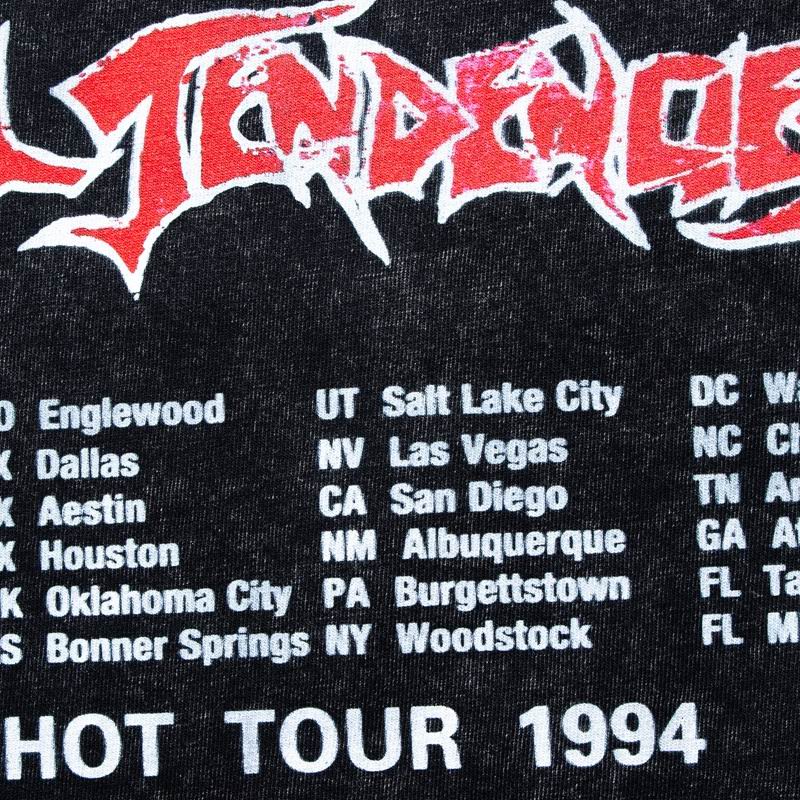 TENDENCE
Englewood UT Salt Lake City DC
Dallas NV Las Vegas NC
Aestin CA San Diego TN
Houston NM Albuquerque GA
Oklahoma City PA Burgettstown FL
Bonner Springs NY Woodstock FL
HOT TOUR 1994